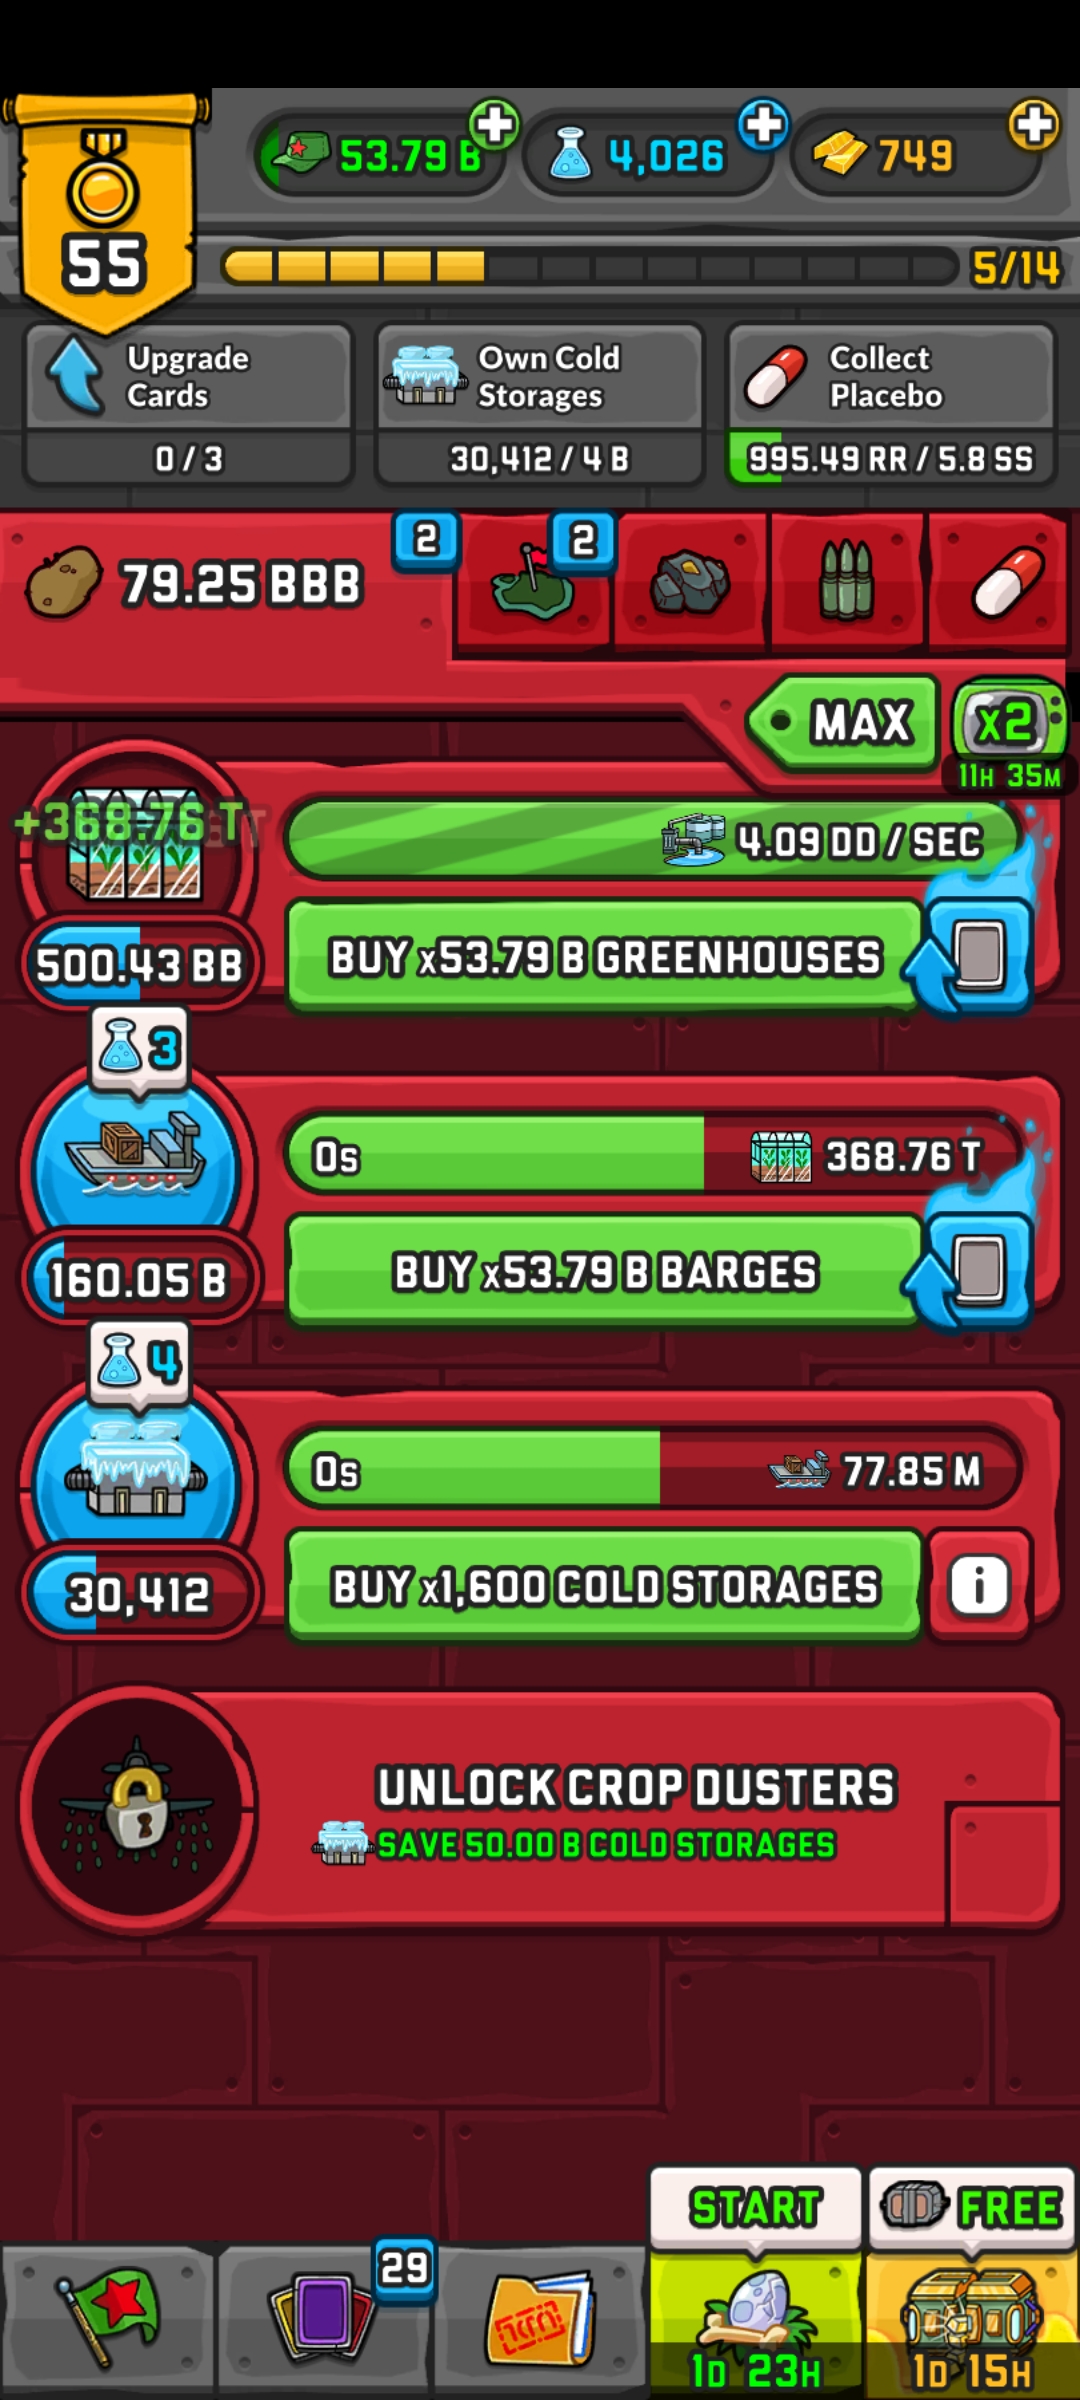 53.79 B
4,026
749
55
5/14
Upgrade
Cards
0 / 3
Own Cold
Storages
30,412 / 4 B
Collect
Placebo
995.49 RR / 5.8 SS
79.25 BBB
2
2
MAX
x2
11H 35M
+368.76 T
4.09 DD / SEC
500.43 BB
BUY x53.79 B GREENHOUSES
3
0s
368.76 T
160.05 B
BUY x53.79 B BARGES
4
0s
77.85 M
30,412
BUY x1,600 COLD STORAGES
i
UNLOCK CROP DUSTERS
SAVE 50.00 B COLD STORAGES
START
FREE
29
1D 23H
1D 15H